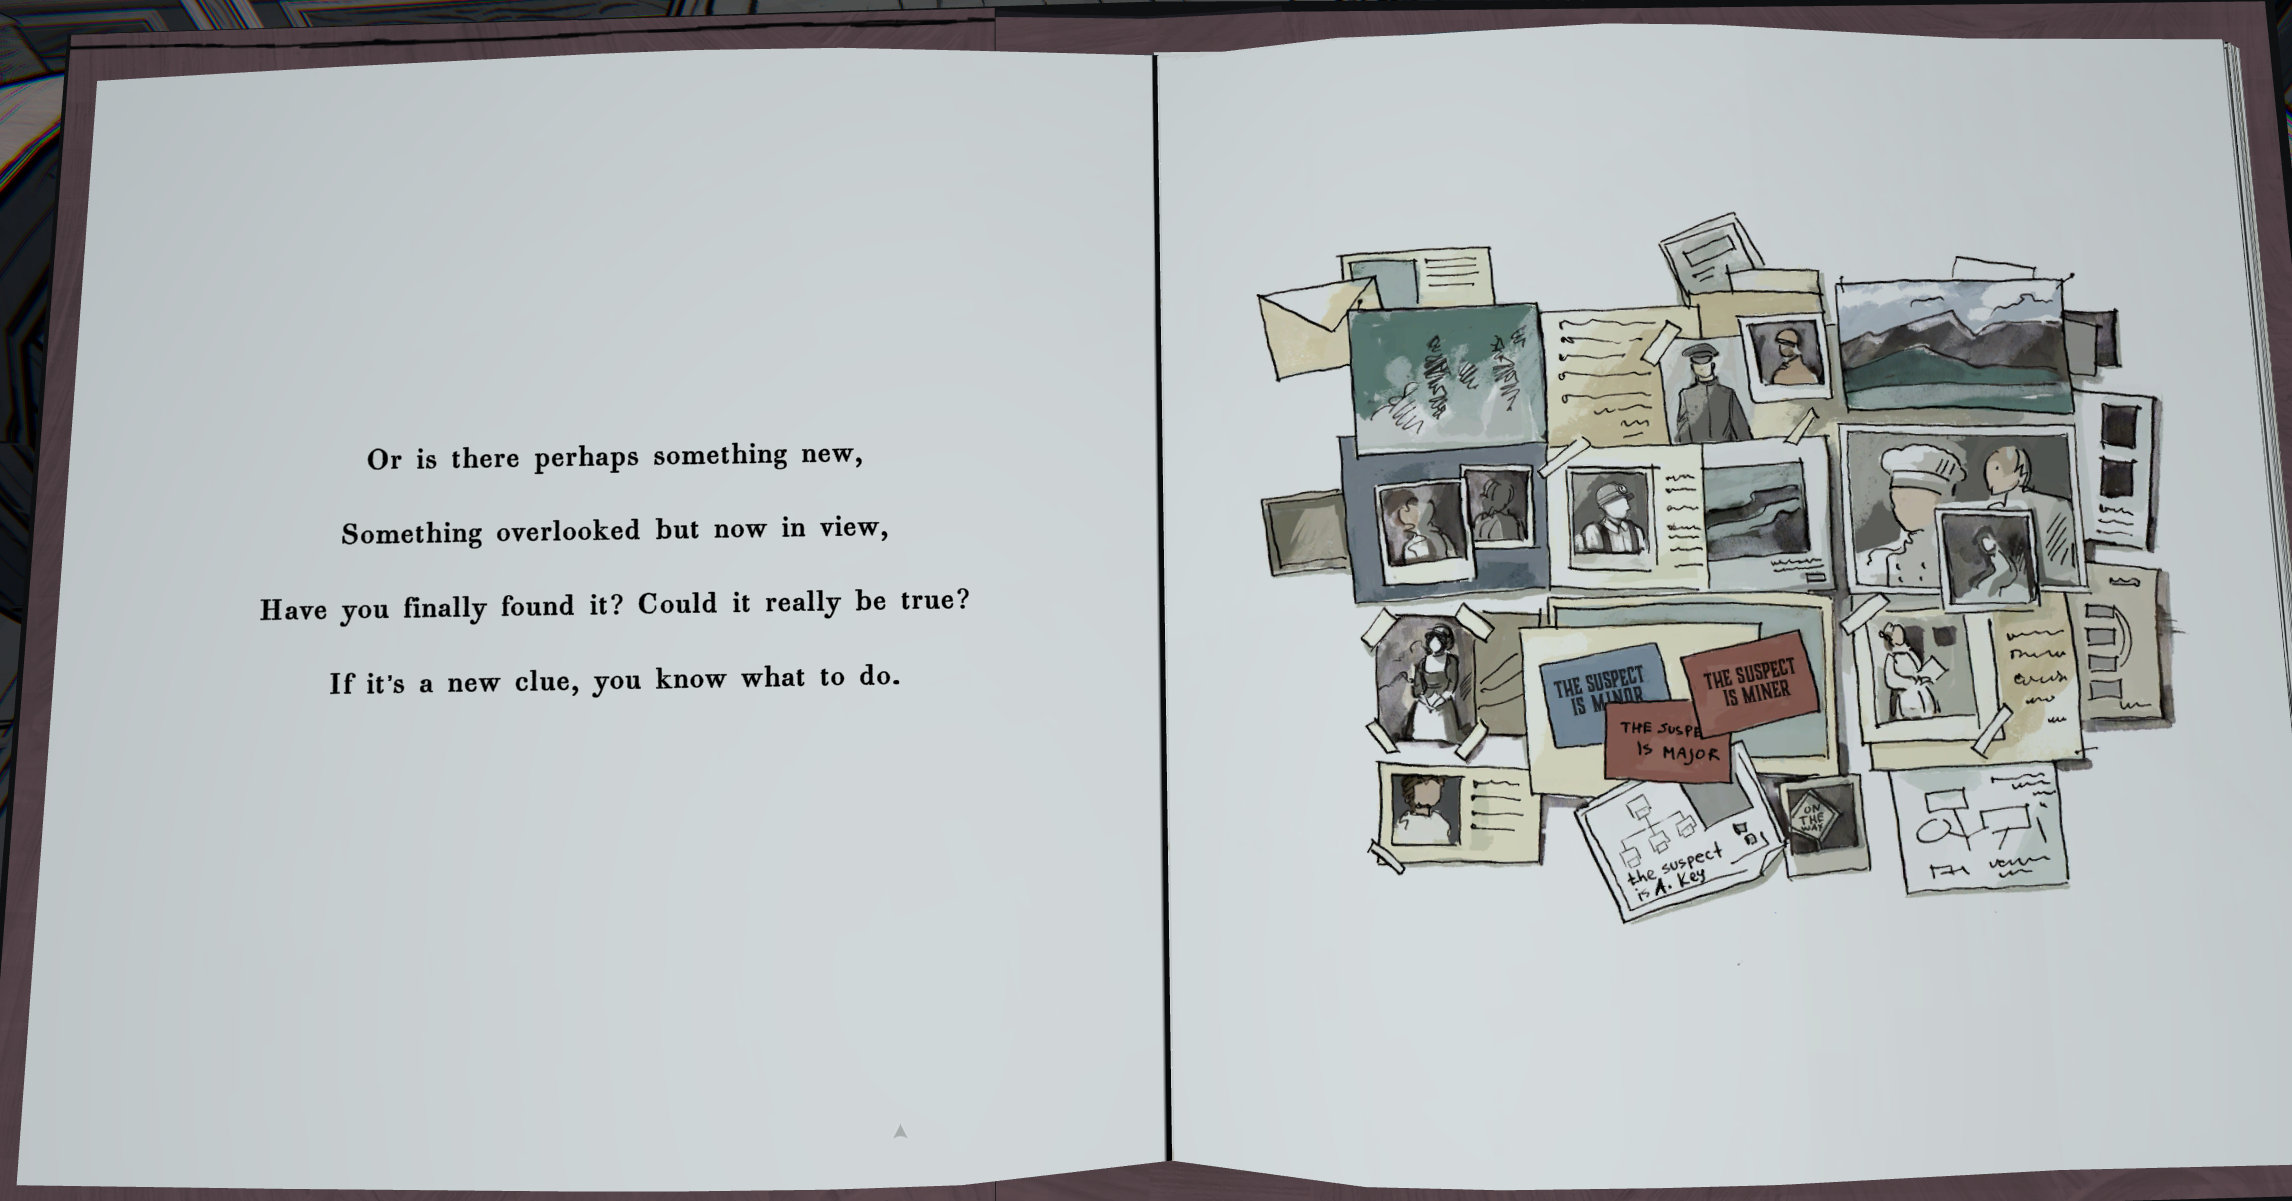 Or is there perhaps something new,
Something overlooked but now in view,
Have you finally found it? Could it really be true?
If it's a new clue, you know what to do.
THE SUSPECT
IS MINOR
THE SUSPECT
IS MINER
THE SUSPE
IS MAJOR
the suspect
is A. Key
ON
THE
WAY